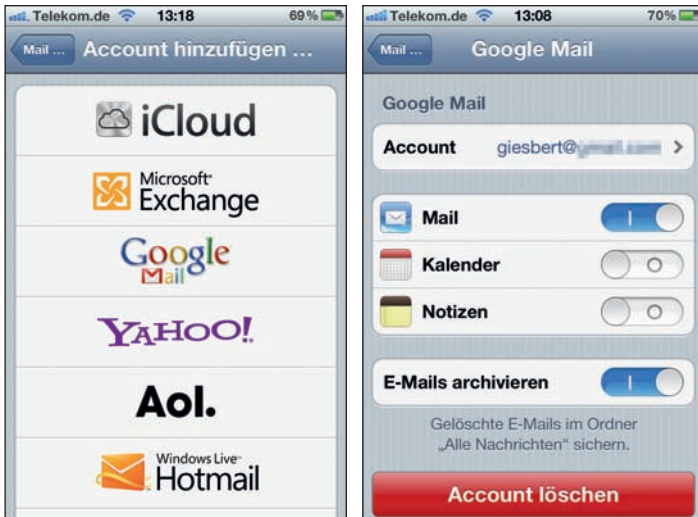 Telekom.de 13:18 69 %
Mail ... Account hinzufügen ...
iCloud
Microsoft
Exchange
Google
Mail
YAHOO!
Aol.
Windows Live
Hotmail
Telekom.de 13:08 70 %
Mail ... Google Mail
Google Mail
Account giesbert@
Mail
Kalender
Notizen
E-Mails archivieren
Gelöschte E-Mails im Ordner
„Alle Nachrichten“ sichern.
Account löschen